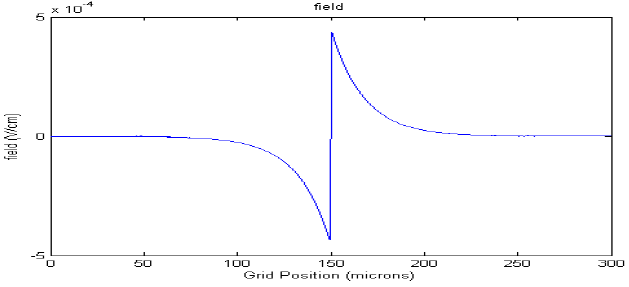 field
5 x 10-4
0
-5
field (V/cm)
0 50 100 150 200 250 300
Grid Position (microns)